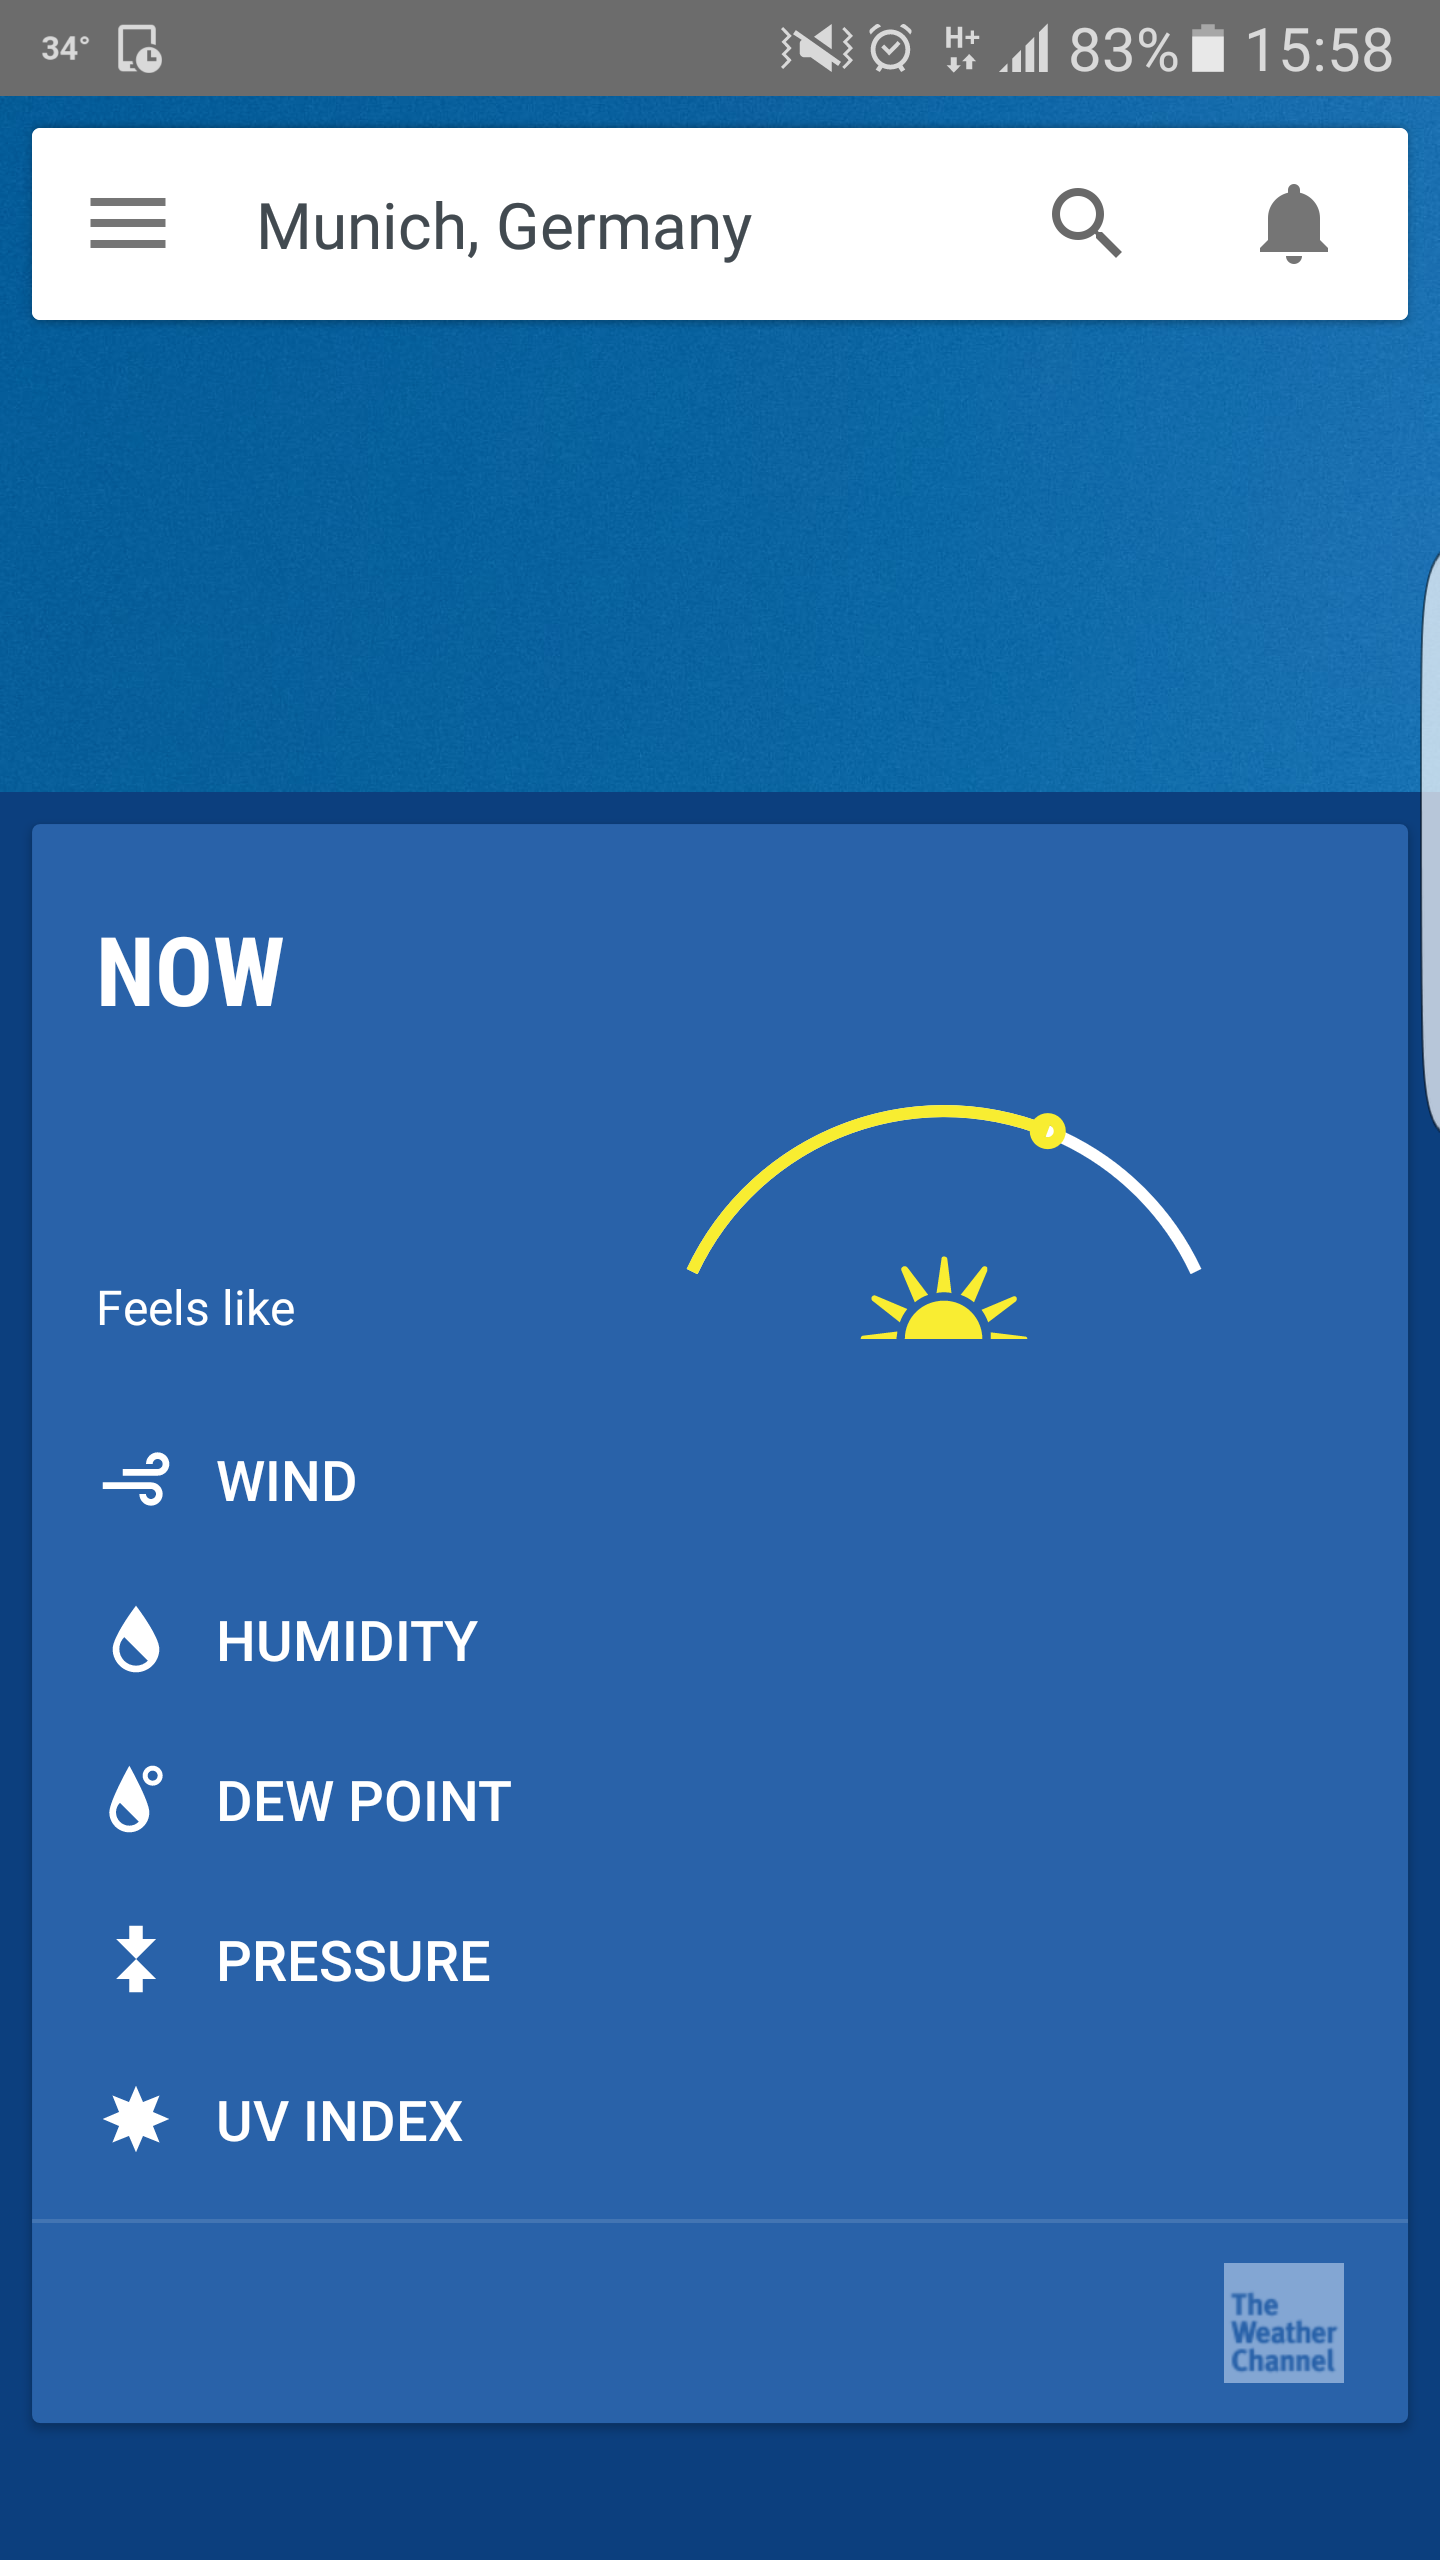 34°
H+ 83% 15:58
Munich, Germany
NOW
Feels like
WIND
HUMIDITY
DEW POINT
PRESSURE
UV INDEX
The
Weather
Channel